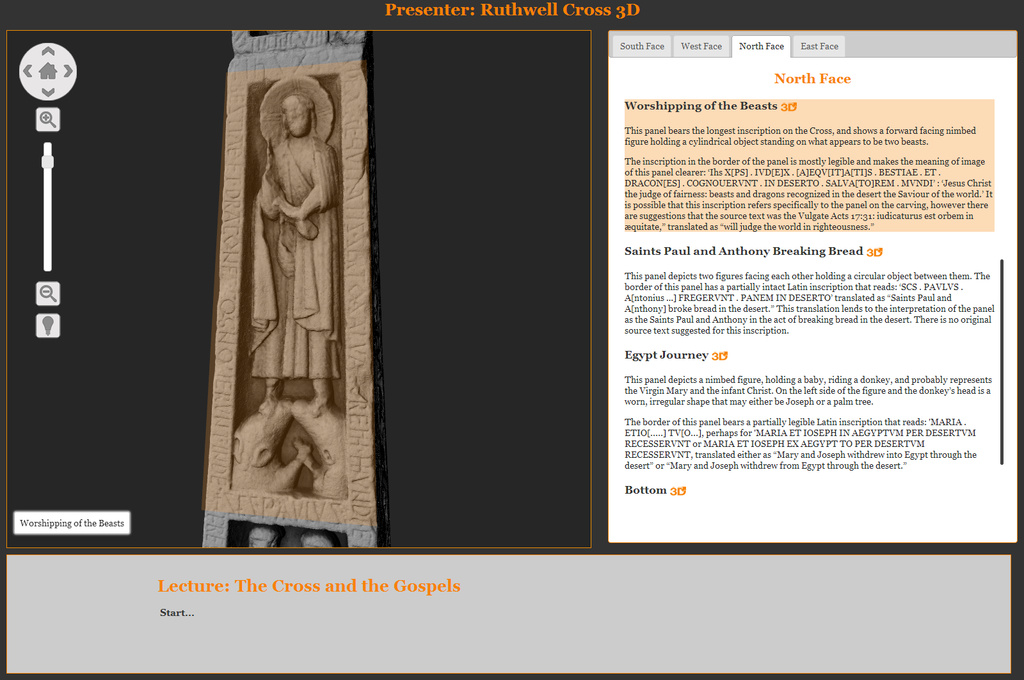 Presenter: Ruthwell Cross 3D
Worshipping of the Beasts
South Face
West Face
North Face
East Face
North Face
Worshipping of the Beasts 3D
This panel bears the longest inscription on the Cross, and shows a forward facing nimbed
figure holding a cylindrical object standing on what appears to be two beasts.
The inscription in the border of the panel is mostly legible and makes the meaning of image
of this panel clearer: 'Ihs X[PS] . IVD[E]X . [A]EQV[IT]A[TI]S . BESTIAE . ET .
DRACON[ES] . COGNOUERVNT . IN DESERTO . SALVA[TO]REM . MVNDI' : 'Jesus Christ
the judge of fairness: beasts and dragons recognized in the desert the Saviour of the world.' It
is possible that this inscription refers specifically to the panel on the carving, however there
are suggestions that the source text was the Vulgate Acts 17:31: iudicaturus est orbem in
æquitate," translated as "will judge the world in righteousness."
Saints Paul and Anthony Breaking Bread 3D
This panel depicts two figures facing each other holding a circular object between them. The
border of this panel has a partially intact Latin inscription that reads: 'SCS . PAVLVS .
A[ntonius ...] FREGERVNT . PANEM IN DESERTO' translated as "Saints Paul and
A[nthony] broke bread in the desert." This translation lends to the interpretation of the panel
as the Saints Paul and Anthony in the act of breaking bread in the desert. There is no original
source text suggested for this inscription.
Egypt Journey 3D
This panel depicts a nimbed figure, holding a baby, riding a donkey, and probably represents
the Virgin Mary and the infant Christ. On the left side of the figure and the donkey's head is a
worn, irregular shape that may either be Joseph or a palm tree.
The border of this panel bears a partially legible Latin inscription that reads: 'MARIA .
ETIO[.....] TV[O...], perhaps for 'MARIA ET IOSEPH IN AEGYPTVM PER DESERTVM
RECESSERVNT or MARIA ET IOSEPH EX AEGYPT TO PER DESERTVM
RECESSERVNT, translated either as "Mary and Joseph withdrew into Egypt through the
desert" or "Mary and Joseph withdrew from Egypt through the desert."
Bottom 3D
Lecture: The Cross and the Gospels
Start...